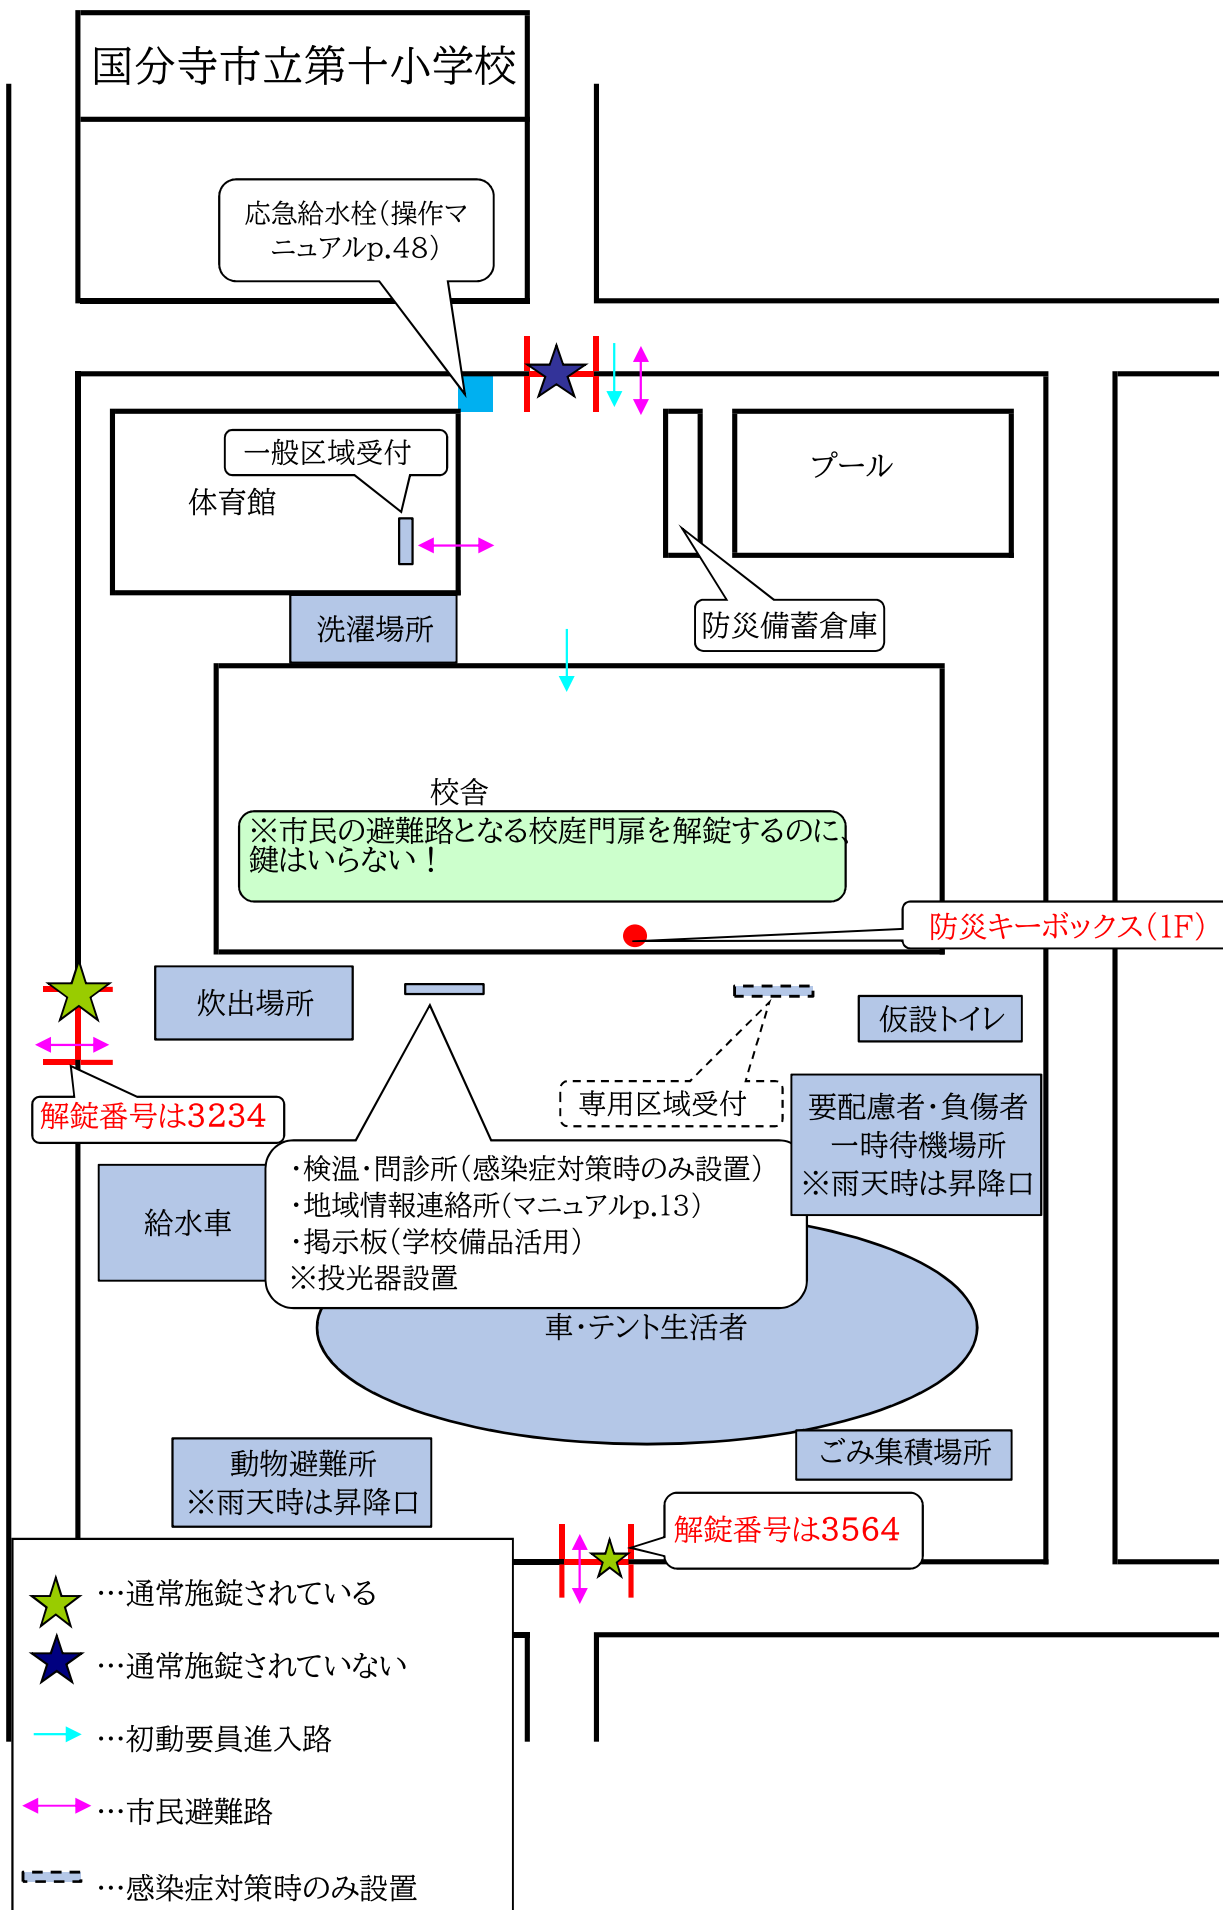 国分寺市立第十小学校
応急給水栓（操作マ
ニュアルp.48）
一般区域受付
体育館
プール
洗濯場所
防災備蓄倉庫
校舎
※市民の避難路となる校庭門扉を解錠するのに、
鍵はいらない！
防災キーボックス（1F）
炊出場所
仮設トイレ
専用区域受付
解錠番号は3234
要配慮者・負傷者
一時待機場所
※雨天時は昇降口
・検温・問診所（感染症対策時のみ設置）
・地域情報連絡所（マニュアルp.13）
・掲示板（学校備品活用）
※投光器設置
給水車
車・テント生活者
動物避難所
※雨天時は昇降口
ごみ集積場所
解錠番号は3564
…通常施錠されている
…通常施錠されていない
…初動要員進入路
…市民避難路
…感染症対策時のみ設置